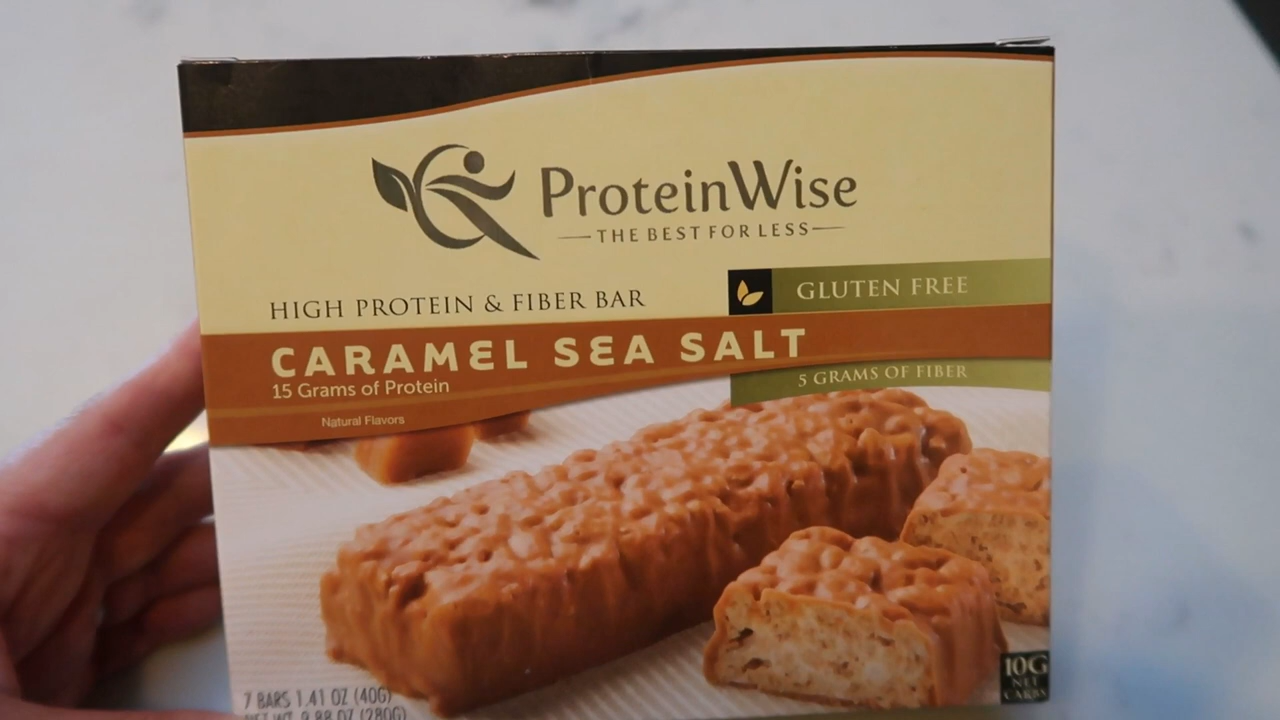 ProteinWise
THE BEST FOR LESS
HIGH PROTEIN & FIBER BAR
GLUTEN FREE
CARAMEL SEA SALT
15 Grams of Protein
5 GRAMS OF FIBER
Natural Flavors
10G
NET
CARBS
7 BARS 1.41 OZ (40G)
NET WT. 9.88 OZ (280G)